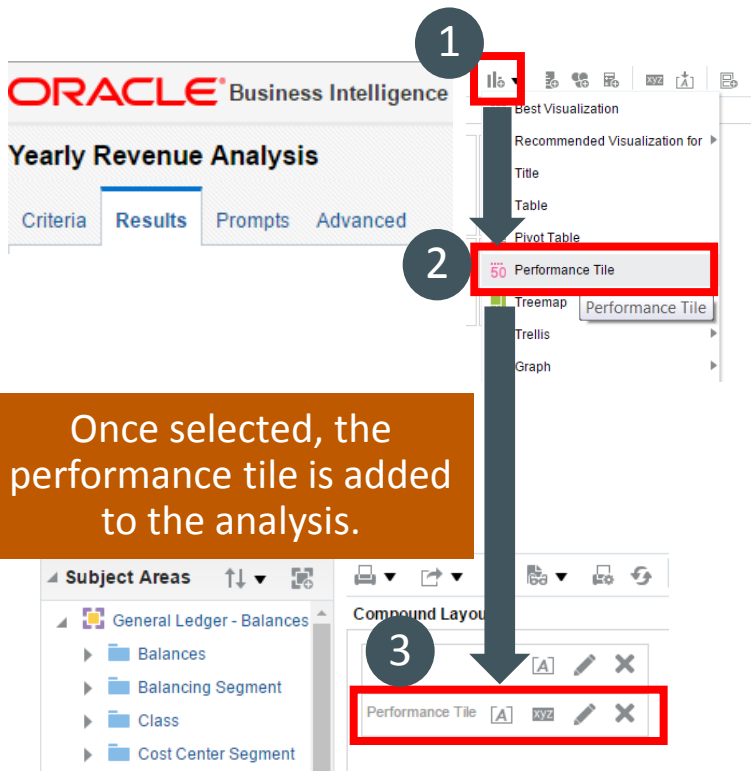 1
ORACLE Business Intelligence
xyz
A
Best Visualization
Yearly Revenue Analysis
Recommended Visualization for
Title
Criteria Results Prompts Advanced
Table
Pivot Table
2
50 Performance Tile
Treemap
Performance Tile
Trellis
Graph
Once selected, the
performance tile is added
to the analysis.
Subject Areas
General Ledger - Balances
Compound Layou
Balances
3
A
Balancing Segment
Performance Tile A xyz
Class
Cost Center Segment